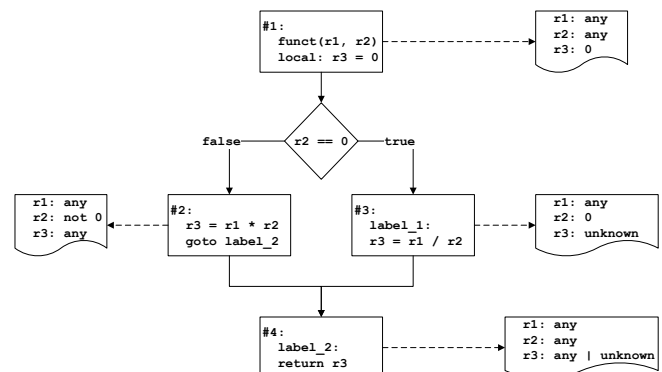 #1:
funct(r1, r2)
local: r3 = 0
r1: any
r2: any
r3: 0
r2 == 0
false
true
r1: any
r2: not 0
r3: any
#2:
r3 = r1 * r2
goto label_2
#3:
label_1:
r3 = r1 / r2
r1: any
r2: 0
r3: unknown
#4:
label_2:
return r3
r1: any
r2: any
r3: any | unknown